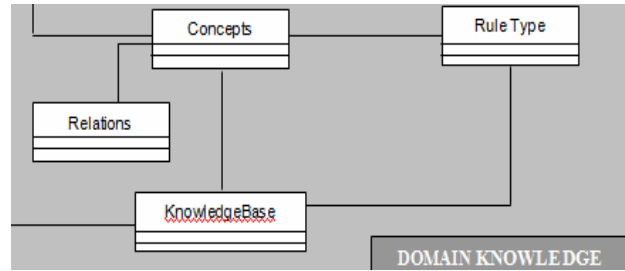 Concepts
Rule Type
Relations
KnowledgeBase
DOMAIN KNOWLEDGE